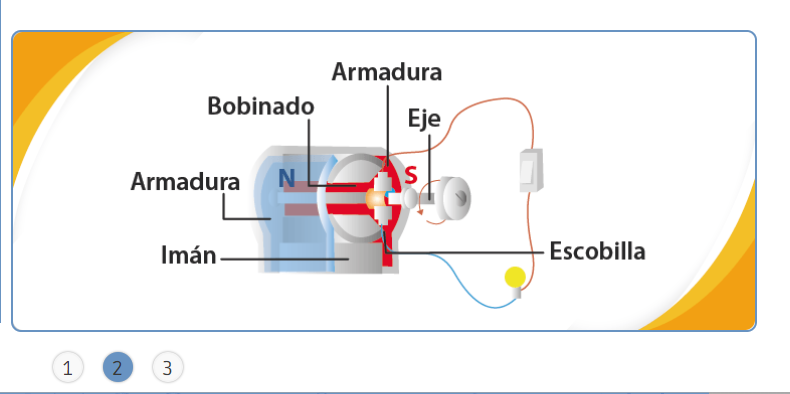 Armadura
Bobinado
Eje
Armadura
N
S
Imán
Escobilla
1 2 3